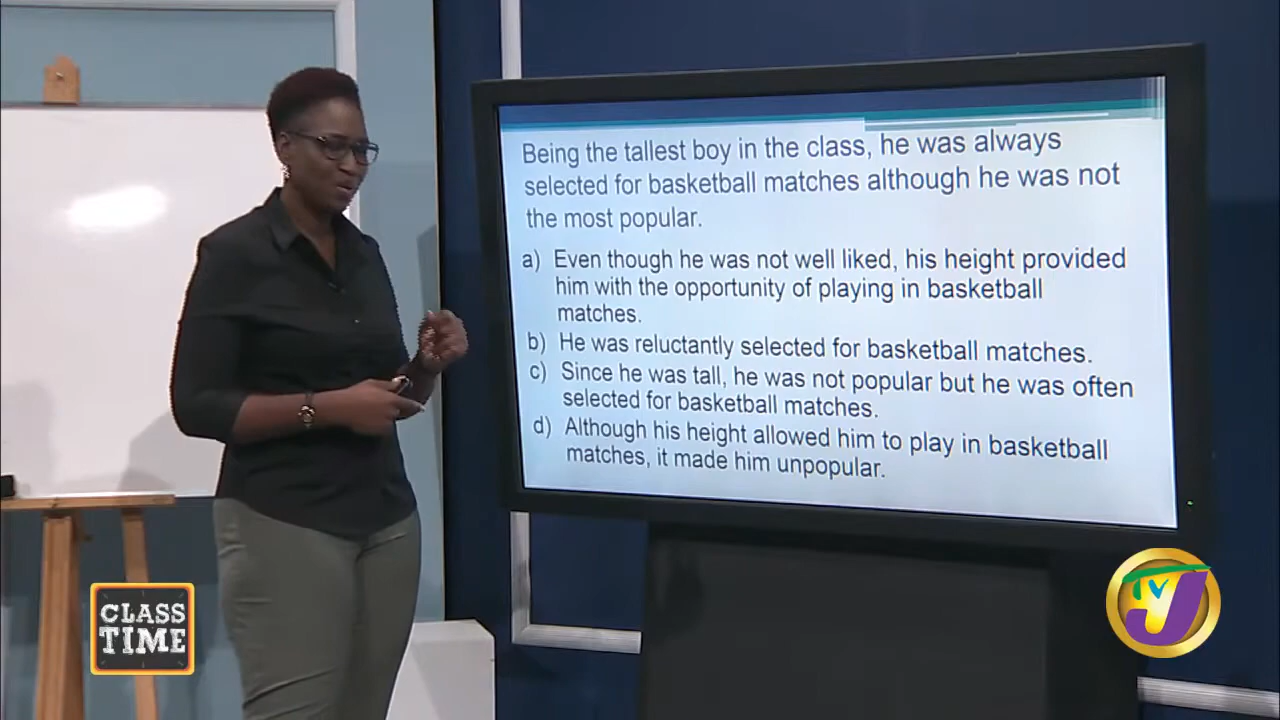 Being the tallest boy in the class, he was always
selected for basketball matches although he was not
the most popular.
a) Even though he was not well liked, his height provided
him with the opportunity of playing in basketball
matches.
b) He was reluctantly selected for basketball matches.
c) Since he was tall, he was not popular but he was often
selected for basketball matches.
d) Although his height allowed him to play in basketball
matches, it made him unpopular.
CLASS
TIME
TVJ